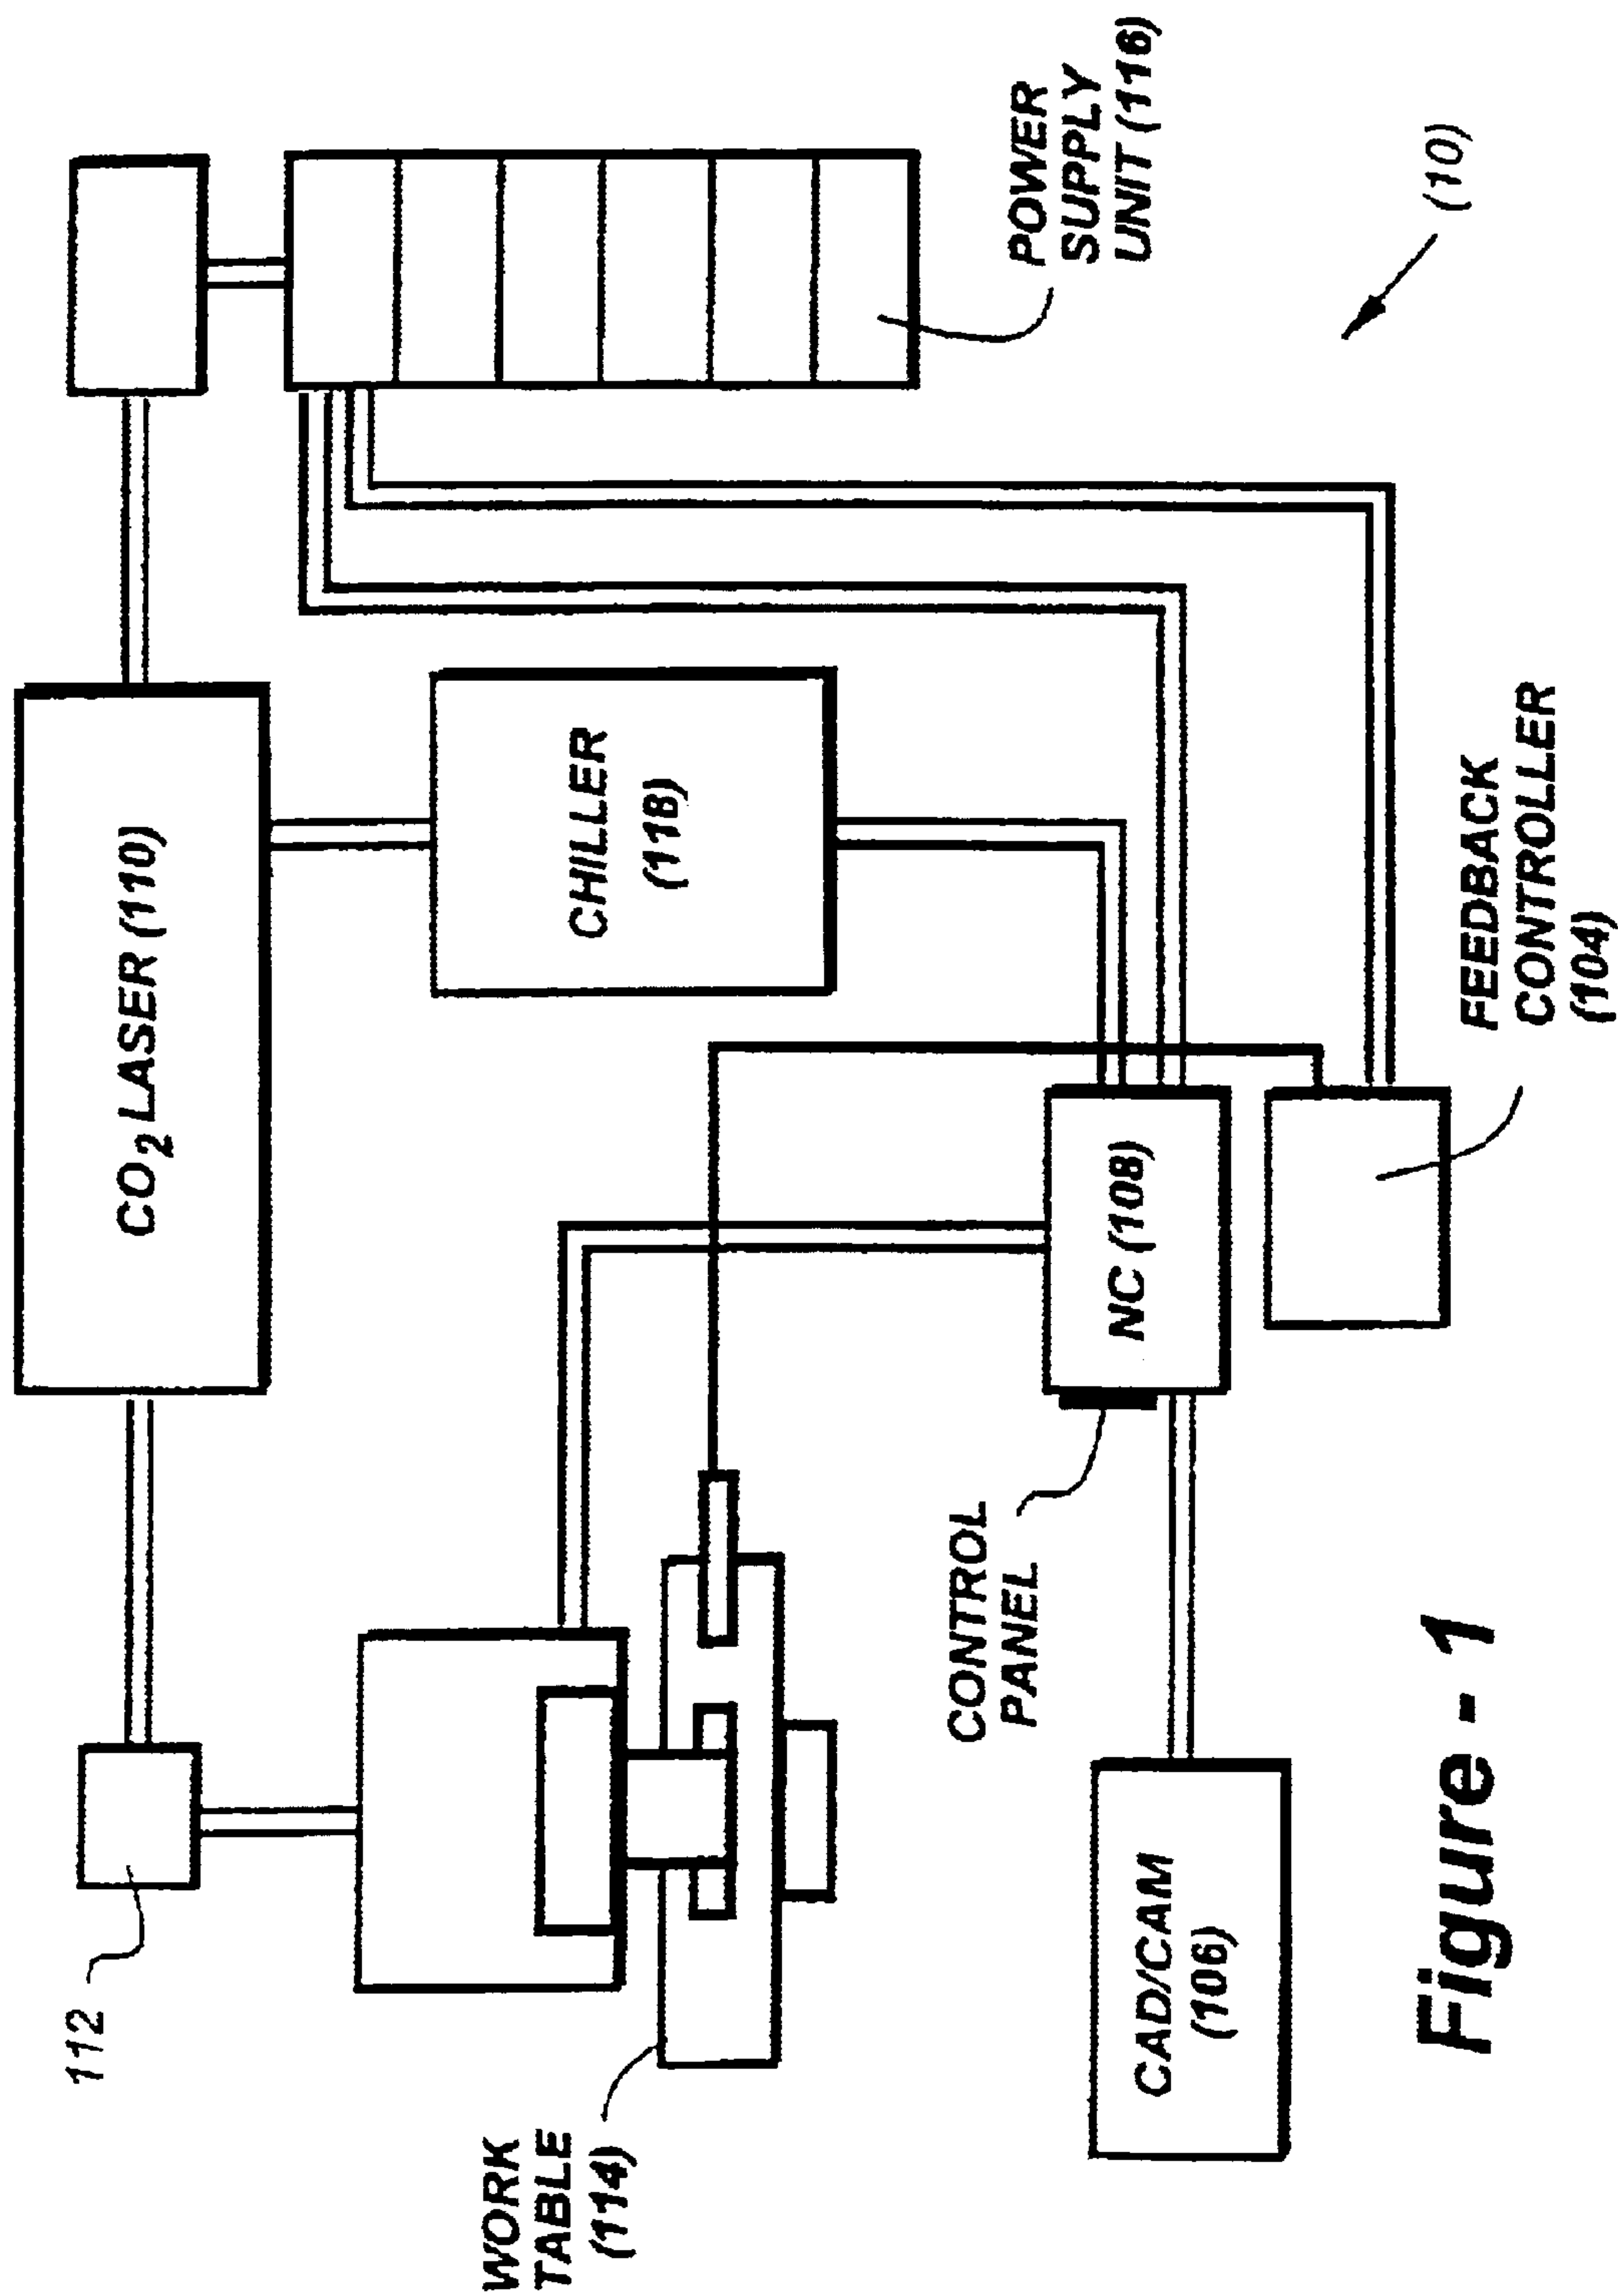 112
CO2 LASER (110)
CHILLER
(118)
POWER
SUPPLY
UNIT (116)
WORK
TABLE
(114)
CONTROL
PANEL
NC (108)
CAD/CAM
(106)
FEEDBACK
CONTROLLER
(104)
(10)
Figure - 1